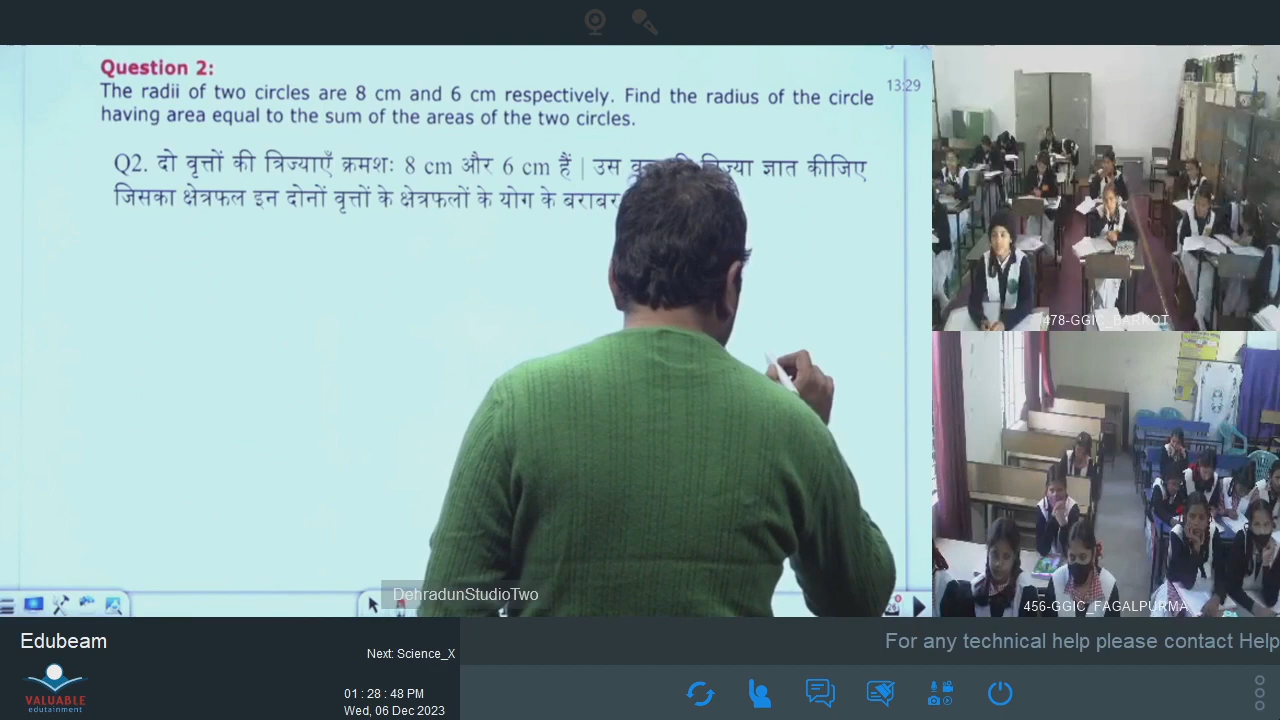 Question 2:
The radii of two circles are 8 cm and 6 cm respectively. Find the radius of the circle
having area equal to the sum of the areas of the two circles.
13:29
Q2. दो वृत्तों की त्रिज्याएँ क्रमशः 8 cm और 6 cm हैं | उस ज्ञात कीजिए
जिसका क्षेत्रफल इन दोनों वृत्तों के क्षेत्रफलों के योग के बराबर
478-GGIC_BARKOT
456-GGIC_FAGALPURMA
DehradunStudioTwo
Edubeam
Next: Science_X
For any technical help please contact Help
VALUABLE
edutainment
01 : 28 : 48 PM
Wed, 06 Dec 2023